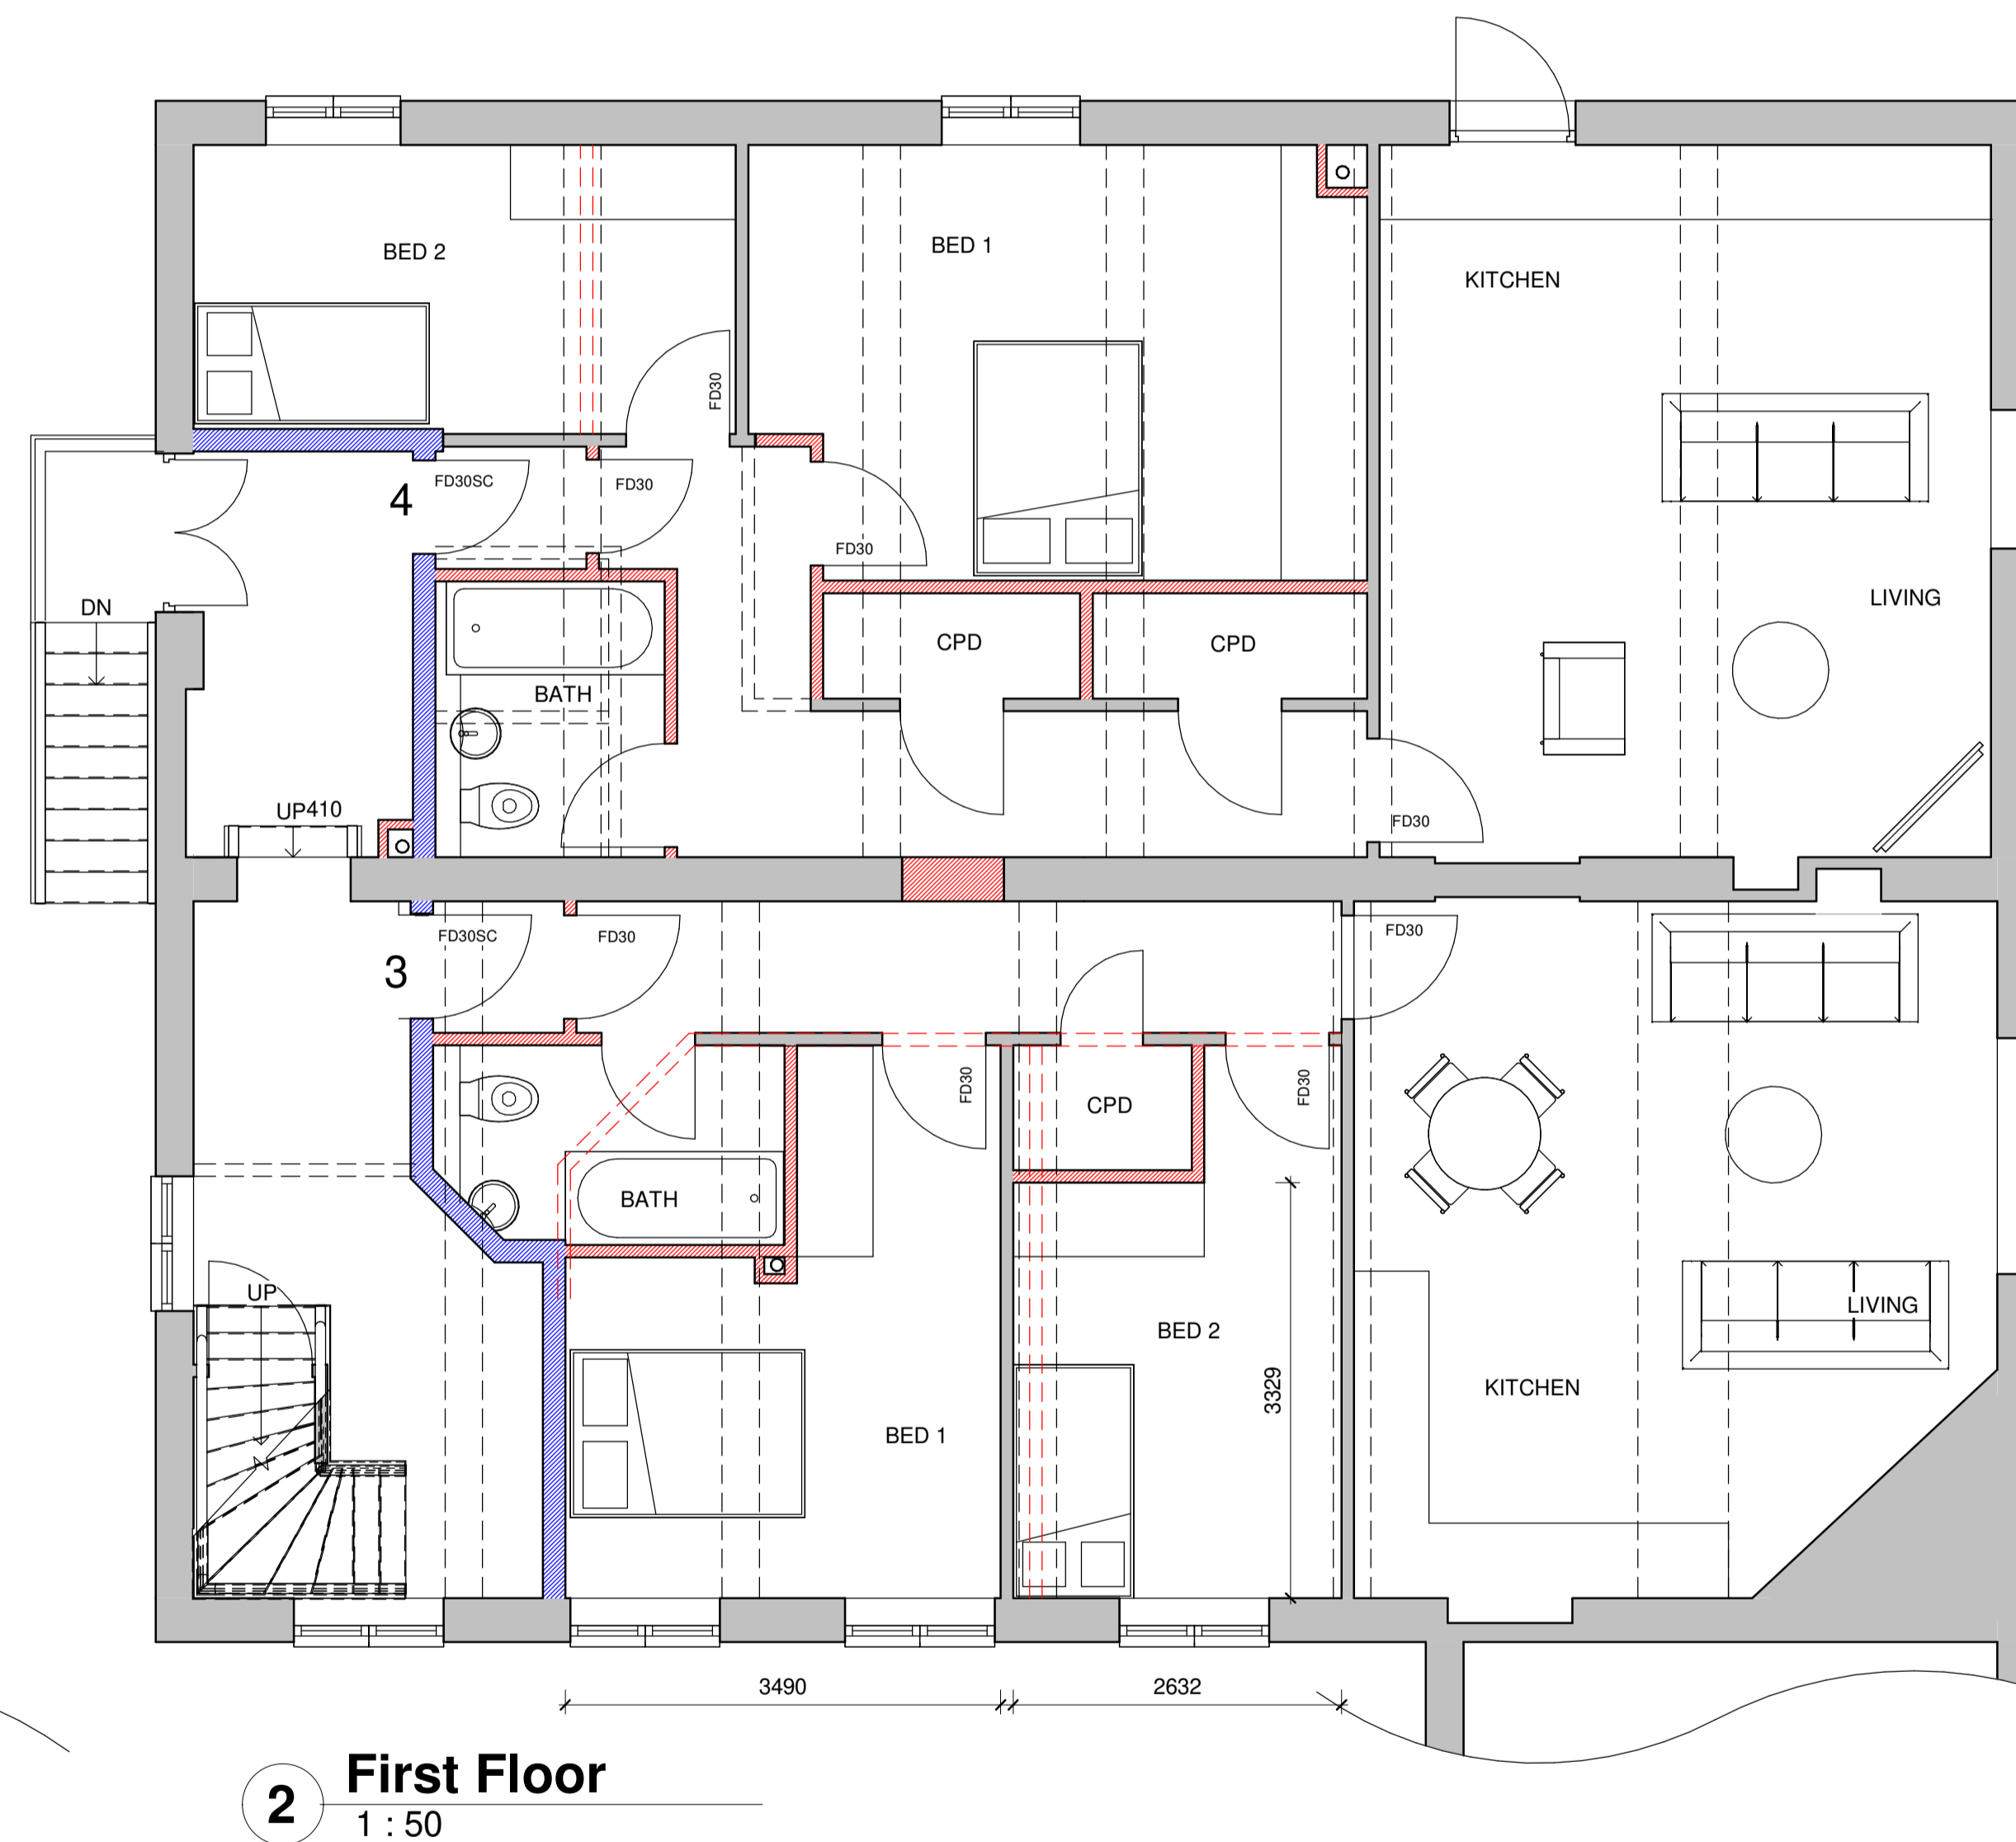 BED 2
BED 1
KITCHEN
FD30
FD30SC
FD30
4
FD30
DN
LIVING
CPD
CPD
BATH
UP410
FD30
FD30SC
FD30
FD30
3
FD30
FD30
CPD
BATH
UP
LIVING
BED 2
KITCHEN
3329
BED 1
3490
2632
2
First Floor
1 : 50